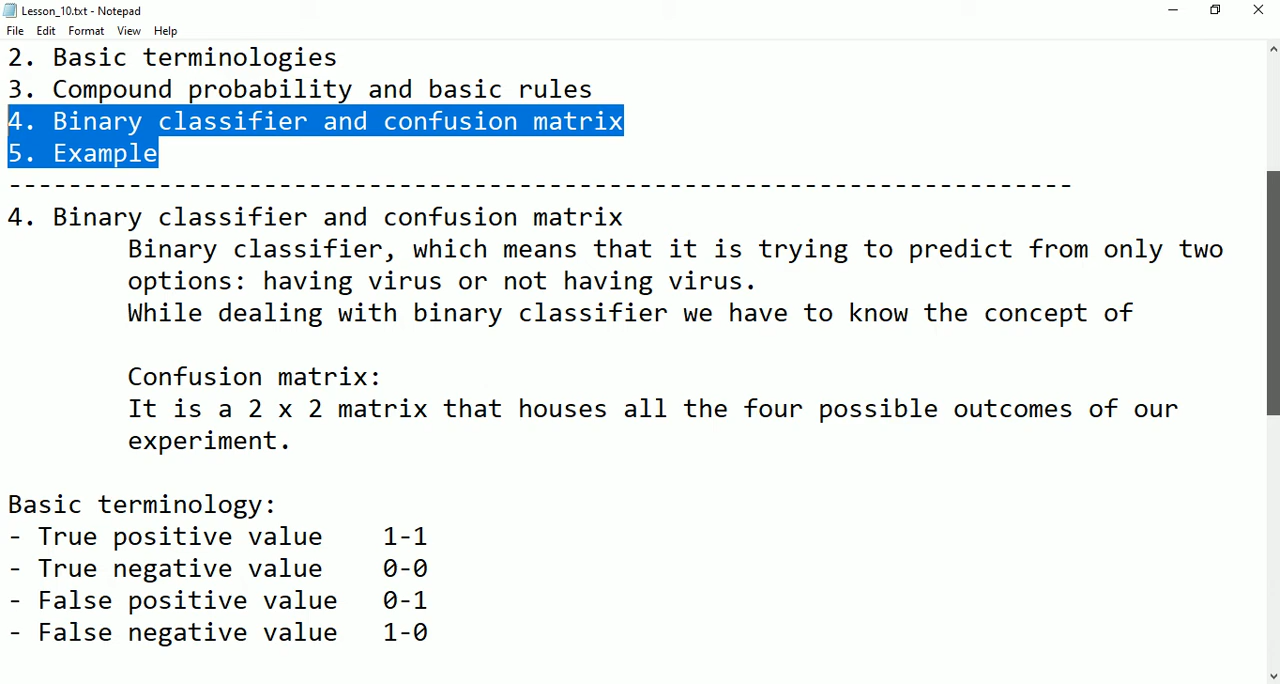 Lesson_10.txt - Notepad
File Edit Format View Help
2. Basic terminologies
3. Compound probability and basic rules
4. Binary classifier and confusion matrix
5. Example
-----------------------------------------------------------------------
4. Binary classifier and confusion matrix
Binary classifier, which means that it is trying to predict from only two
options: having virus or not having virus.
While dealing with binary classifier we have to know the concept of
Confusion matrix:
It is a 2 x 2 matrix that houses all the four possible outcomes of our
experiment.
Basic terminology:
- True positive value 1-1
- True negative value 0-0
- False positive value 0-1
- False negative value 1-0